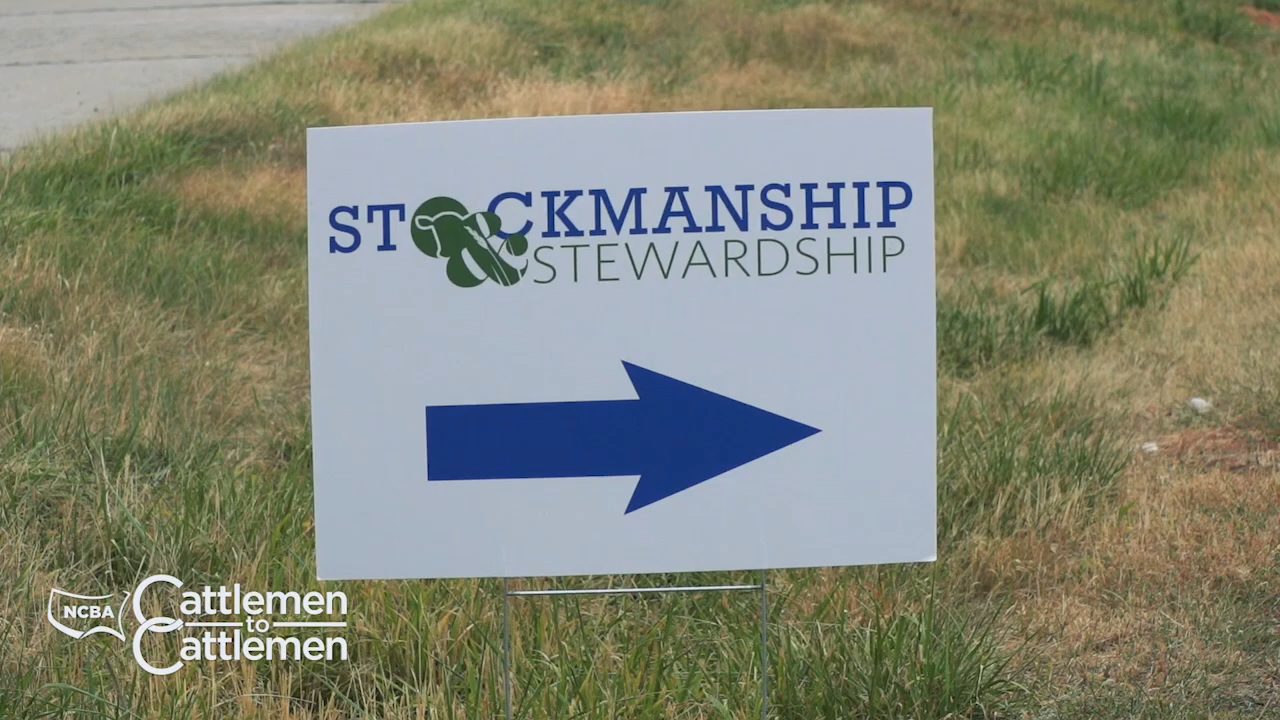 STOCKMANSHIP
& STEWARDSHIP
NCBA
Cattlemen
to
Cattlemen